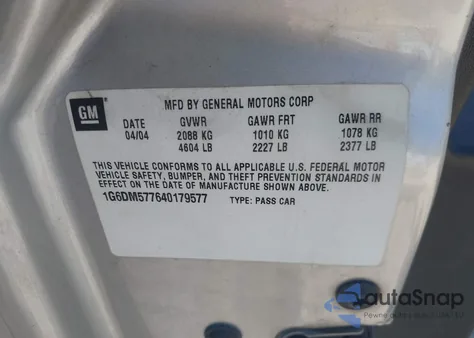 GM
MFD BY GENERAL MOTORS CORP
DATE GVWR GAWR FRT GAWR RR
04/04 2088 KG 1010 KG 1078 KG
4604 LB 2227 LB 2377 LB
THIS VEHICLE CONFORMS TO ALL APPLICABLE U.S. FEDERAL MOTOR
VEHICLE SAFETY, BUMPER, AND THEFT PREVENTION STANDARDS IN
EFFECT ON THE DATE OF MANUFACTURE SHOWN ABOVE.
1G6DM577640179577 TYPE: PASS CAR
autaSnap